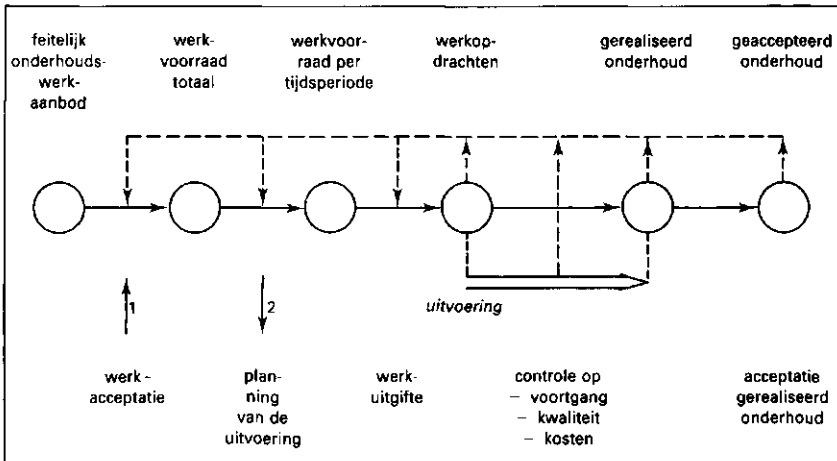 feitelijk
onderhouds-
werk-
aanbod
werk-
voorraad
totaal
werkvoor-
raad per
tijdsperiode
werkop-
drachten
gerealiseerd
onderhoud
geaccepteerd
onderhoud
1
2
uitvoering
werk-
acceptatie
plan-
ning
van de
uitvoering
werk-
uitgifte
controle op
– voortgang
– kwaliteit
– kosten
acceptatie
gerealiseerd
onderhoud